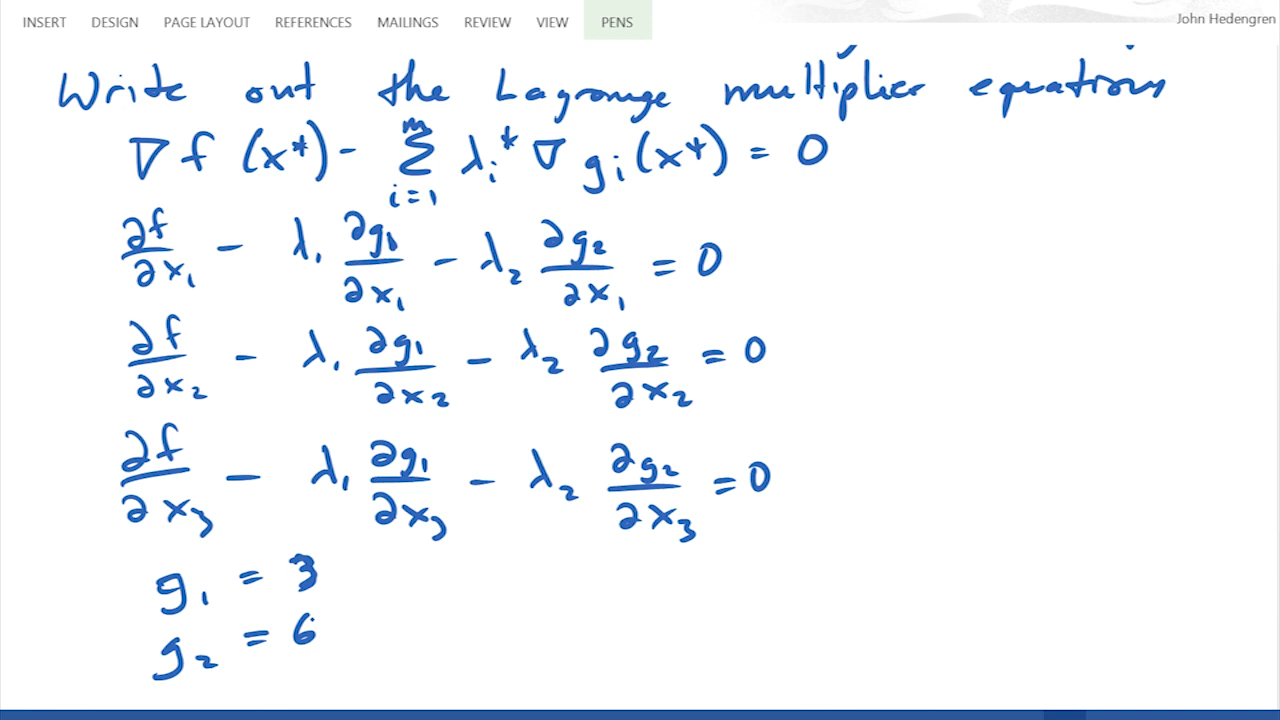 INSERT DESIGN PAGE LAYOUT REFERENCES MAILINGS REVIEW VIEW PENS John Hedengren
Write out the Lagrange multiplier equations
∇f(x*) - Σ_{i=1}^{m} λ_i* ∇g_i(x*) = 0
∂f/∂x₁ - λ₁ ∂g₁/∂x₁ - λ₂ ∂g₂/∂x₁ = 0
∂f/∂x₂ - λ₁ ∂g₁/∂x₂ - λ₂ ∂g₂/∂x₂ = 0
∂f/∂x₃ - λ₁ ∂g₁/∂x₃ - λ₂ ∂g₂/∂x₃ = 0
g₁ = 3
g₂ = 6